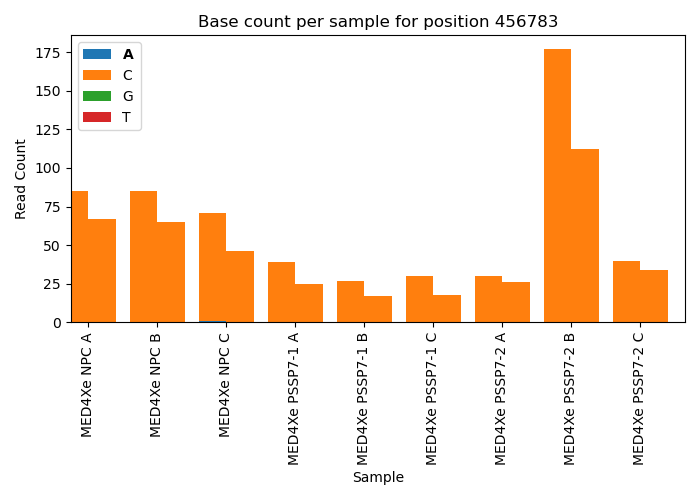 Base count per sample for position 456783
Read Count
175
150
125
100
75
50
25
0
A
C
G
T
MED4Xe NPC A
MED4Xe NPC B
MED4Xe NPC C
MED4Xe PSSP7-1 A
MED4Xe PSSP7-1 B
MED4Xe PSSP7-1 C
MED4Xe PSSP7-2 A
MED4Xe PSSP7-2 B
MED4Xe PSSP7-2 C
Sample